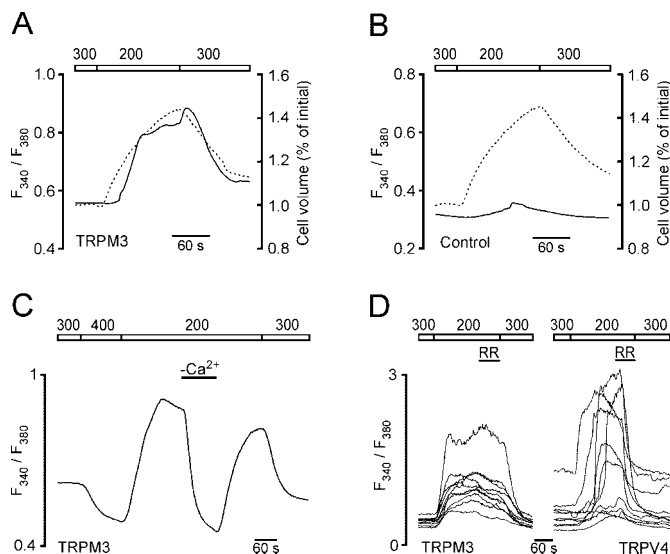 A
300 200 300
1.0
0.8
0.6
0.4
F340 / F380
1.6
1.4
1.2
1.0
0.8
Cell volume (% of initial)
TRPM3
60 s
B
300 200 300
0.8
0.6
0.4
0.2
F340 / F380
1.6
1.4
1.2
1.0
0.8
Cell volume (% of initial)
Control
60 s
C
300 400 200 300
-Ca2+
1
0.4
F340 / F380
TRPM3
60 s
D
300 200 300
RR
300 200 300
RR
3
0
F340 / F380
TRPM3
60 s
TRPV4